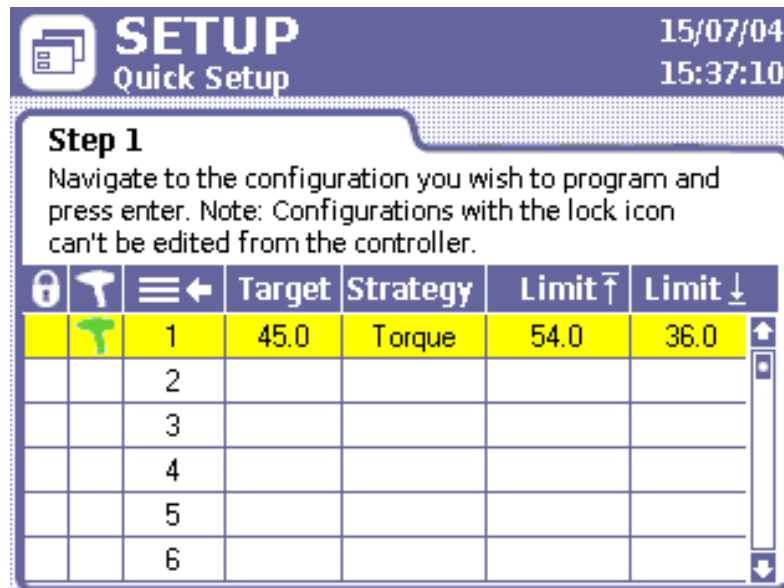 SETUP
15/07/04
Quick Setup
15:37:10
Step 1
Navigate to the configuration you wish to program and
press enter. Note: Configurations with the lock icon
can't be edited from the controller.
Target Strategy Limit Limit
1 45.0 Torque 54.0 36.0
2
3
4
5
6